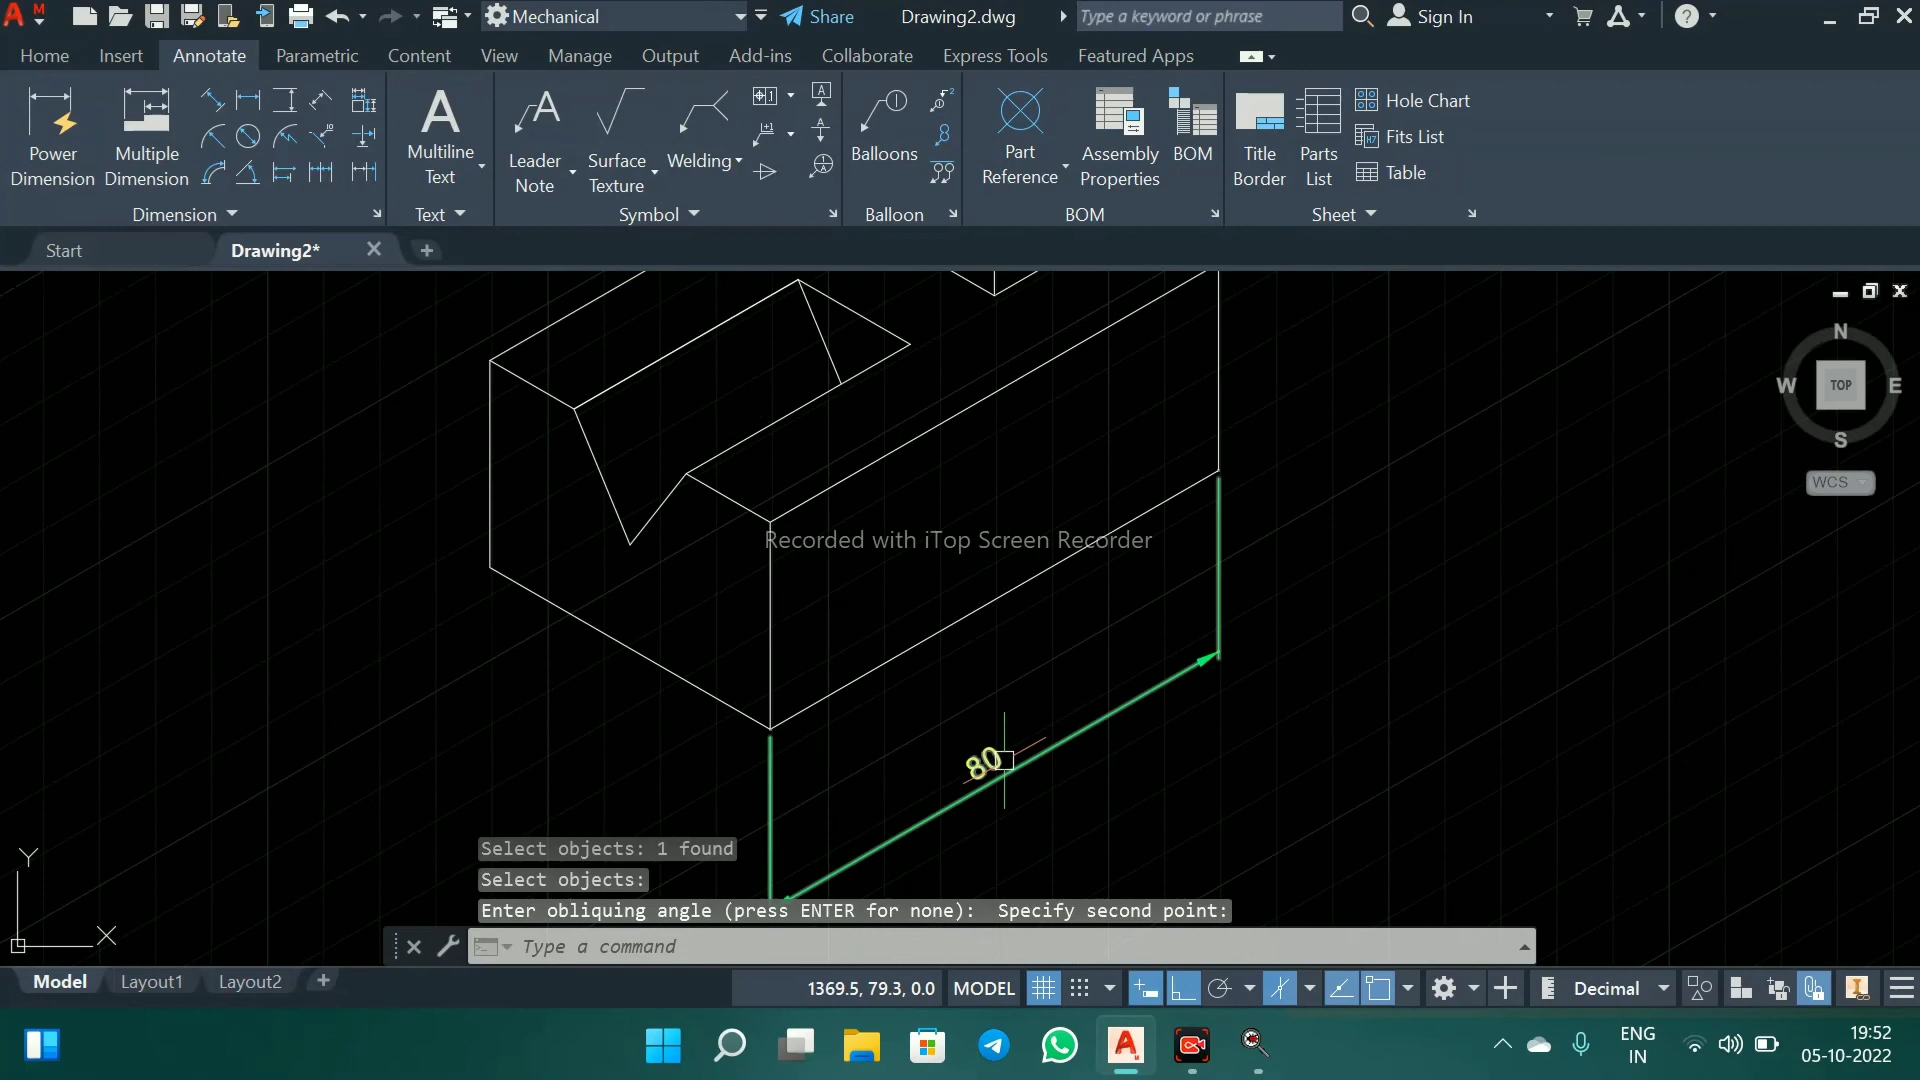 A M Mechanical Share Drawing2.dwg Type a keyword or phrase Sign In
Home Insert Annotate Parametric Content View Manage Output Add-ins Collaborate Express Tools Featured Apps
Power Dimension
Multiple Dimension
Multiline Text
Leader Note
Surface Texture
Welding
Balloons
Part Reference
Assembly Properties
BOM
Title Border
Parts List
Hole Chart
Fits List
Table
Dimension Text Symbol Balloon BOM Sheet
Start Drawing2*
N
W TOP E
S
WCS
Recorded with iTop Screen Recorder
80
Select objects: 1 found
Select objects:
Enter obliquing angle (press ENTER for none): Specify second point:
Type a command
Y
X
Model Layout1 Layout2 1369.5, 79.3, 0.0 MODEL Decimal
ENG
IN
19:52
05-10-2022